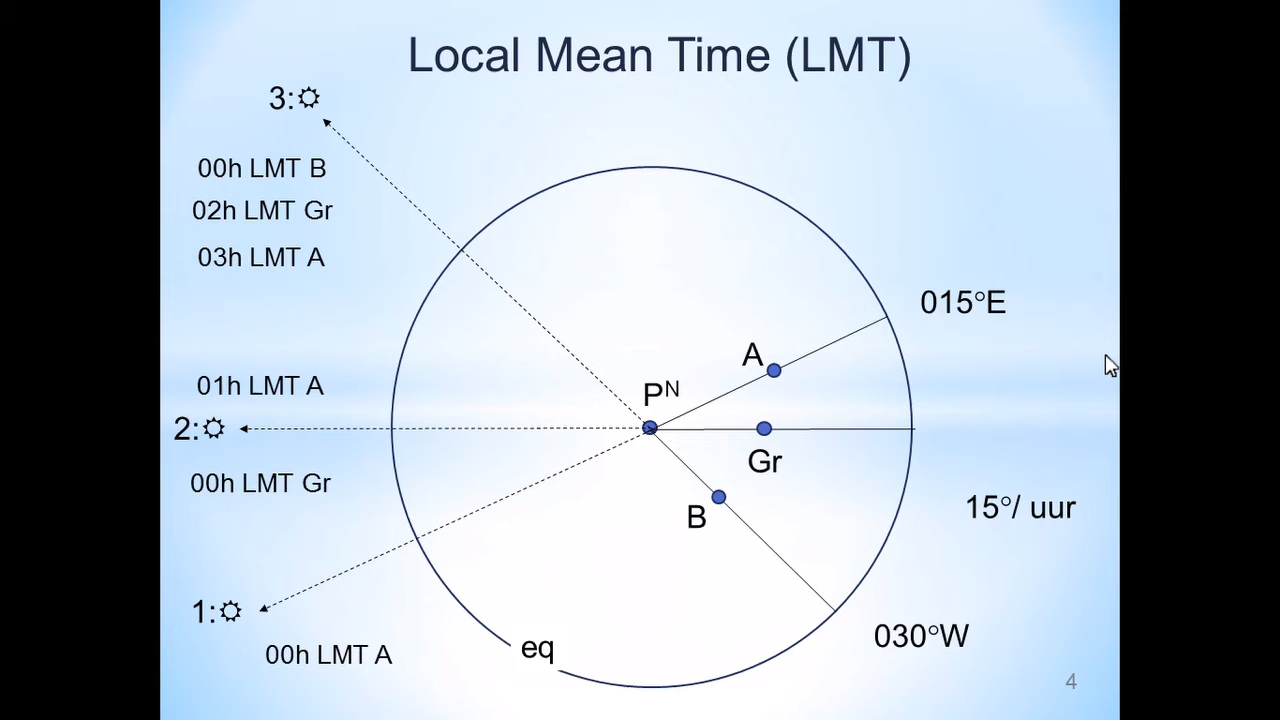 Local Mean Time (LMT)
3:☼
00h LMT B
02h LMT Gr
03h LMT A
015°E
A
Pᴺ
01h LMT A
2:☼
Gr
00h LMT Gr
B
15°/ uur
1:☼
030°W
eq
00h LMT A
4